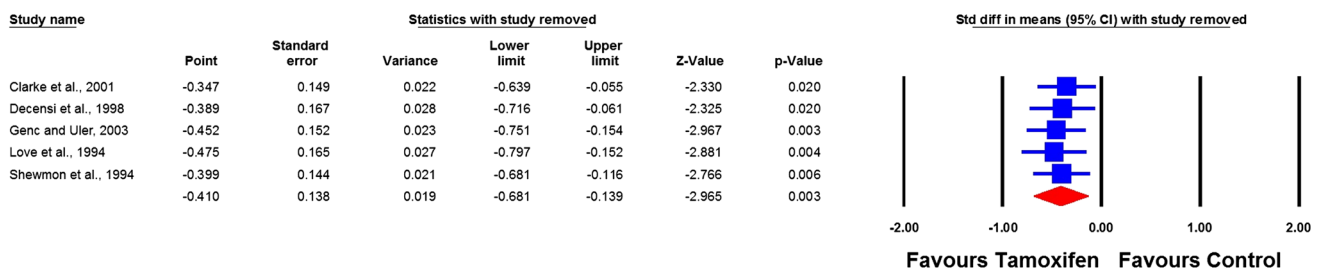 Study name Statistics with study removed Std diff in means (95% CI) with study removed
Standard Lower Upper
Point error Variance limit limit Z-Value p-Value
Clarke et al., 2001 -0.347 0.149 0.022 -0.639 -0.055 -2.330 0.020
Decensi et al., 1998 -0.389 0.167 0.028 -0.716 -0.061 -2.325 0.020
Genc and Uler, 2003 -0.452 0.152 0.023 -0.751 -0.154 -2.967 0.003
Love et al., 1994 -0.475 0.165 0.027 -0.797 -0.152 -2.881 0.004
Shewmon et al., 1994 -0.399 0.144 0.021 -0.681 -0.116 -2.766 0.006
-0.410 0.138 0.019 -0.681 -0.139 -2.965 0.003
-2.00 -1.00 0.00 1.00 2.00
Favours Tamoxifen Favours Control